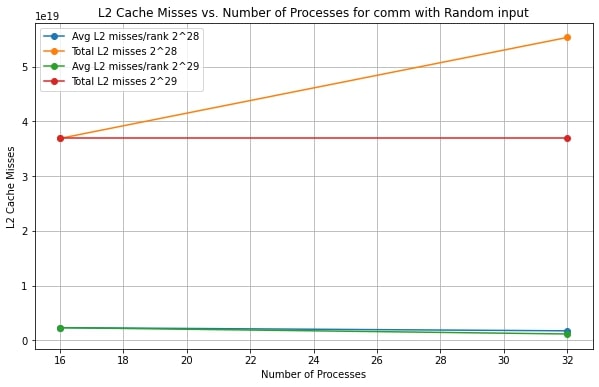 L2 Cache Misses vs. Number of Processes for comm with Random input
1e19
Avg L2 misses/rank 2^28
Total L2 misses 2^28
Avg L2 misses/rank 2^29
Total L2 misses 2^29
5
4
3
2
1
0
L2 Cache Misses
16 18 20 22 24 26 28 30 32
Number of Processes